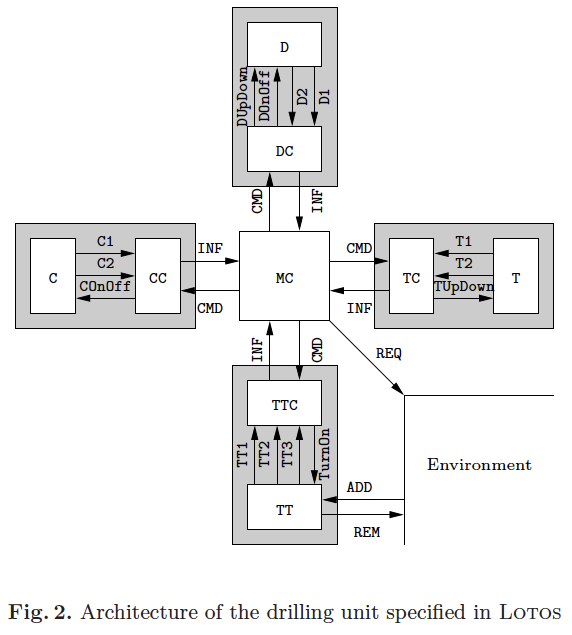 D
DUpDown
DOnOff
D2
D1
DC
CMD
INF
C1
C2
COnOff
C
CC
INF
CMD
MC
CMD
INF
TC
T1
T2
TUpDown
T
INF
CMD
REQ
TTC
TT1
TT2
TT3
TurnOn
TT
ADD
REM
Environment
Fig. 2. Architecture of the drilling unit specified in LOTOS